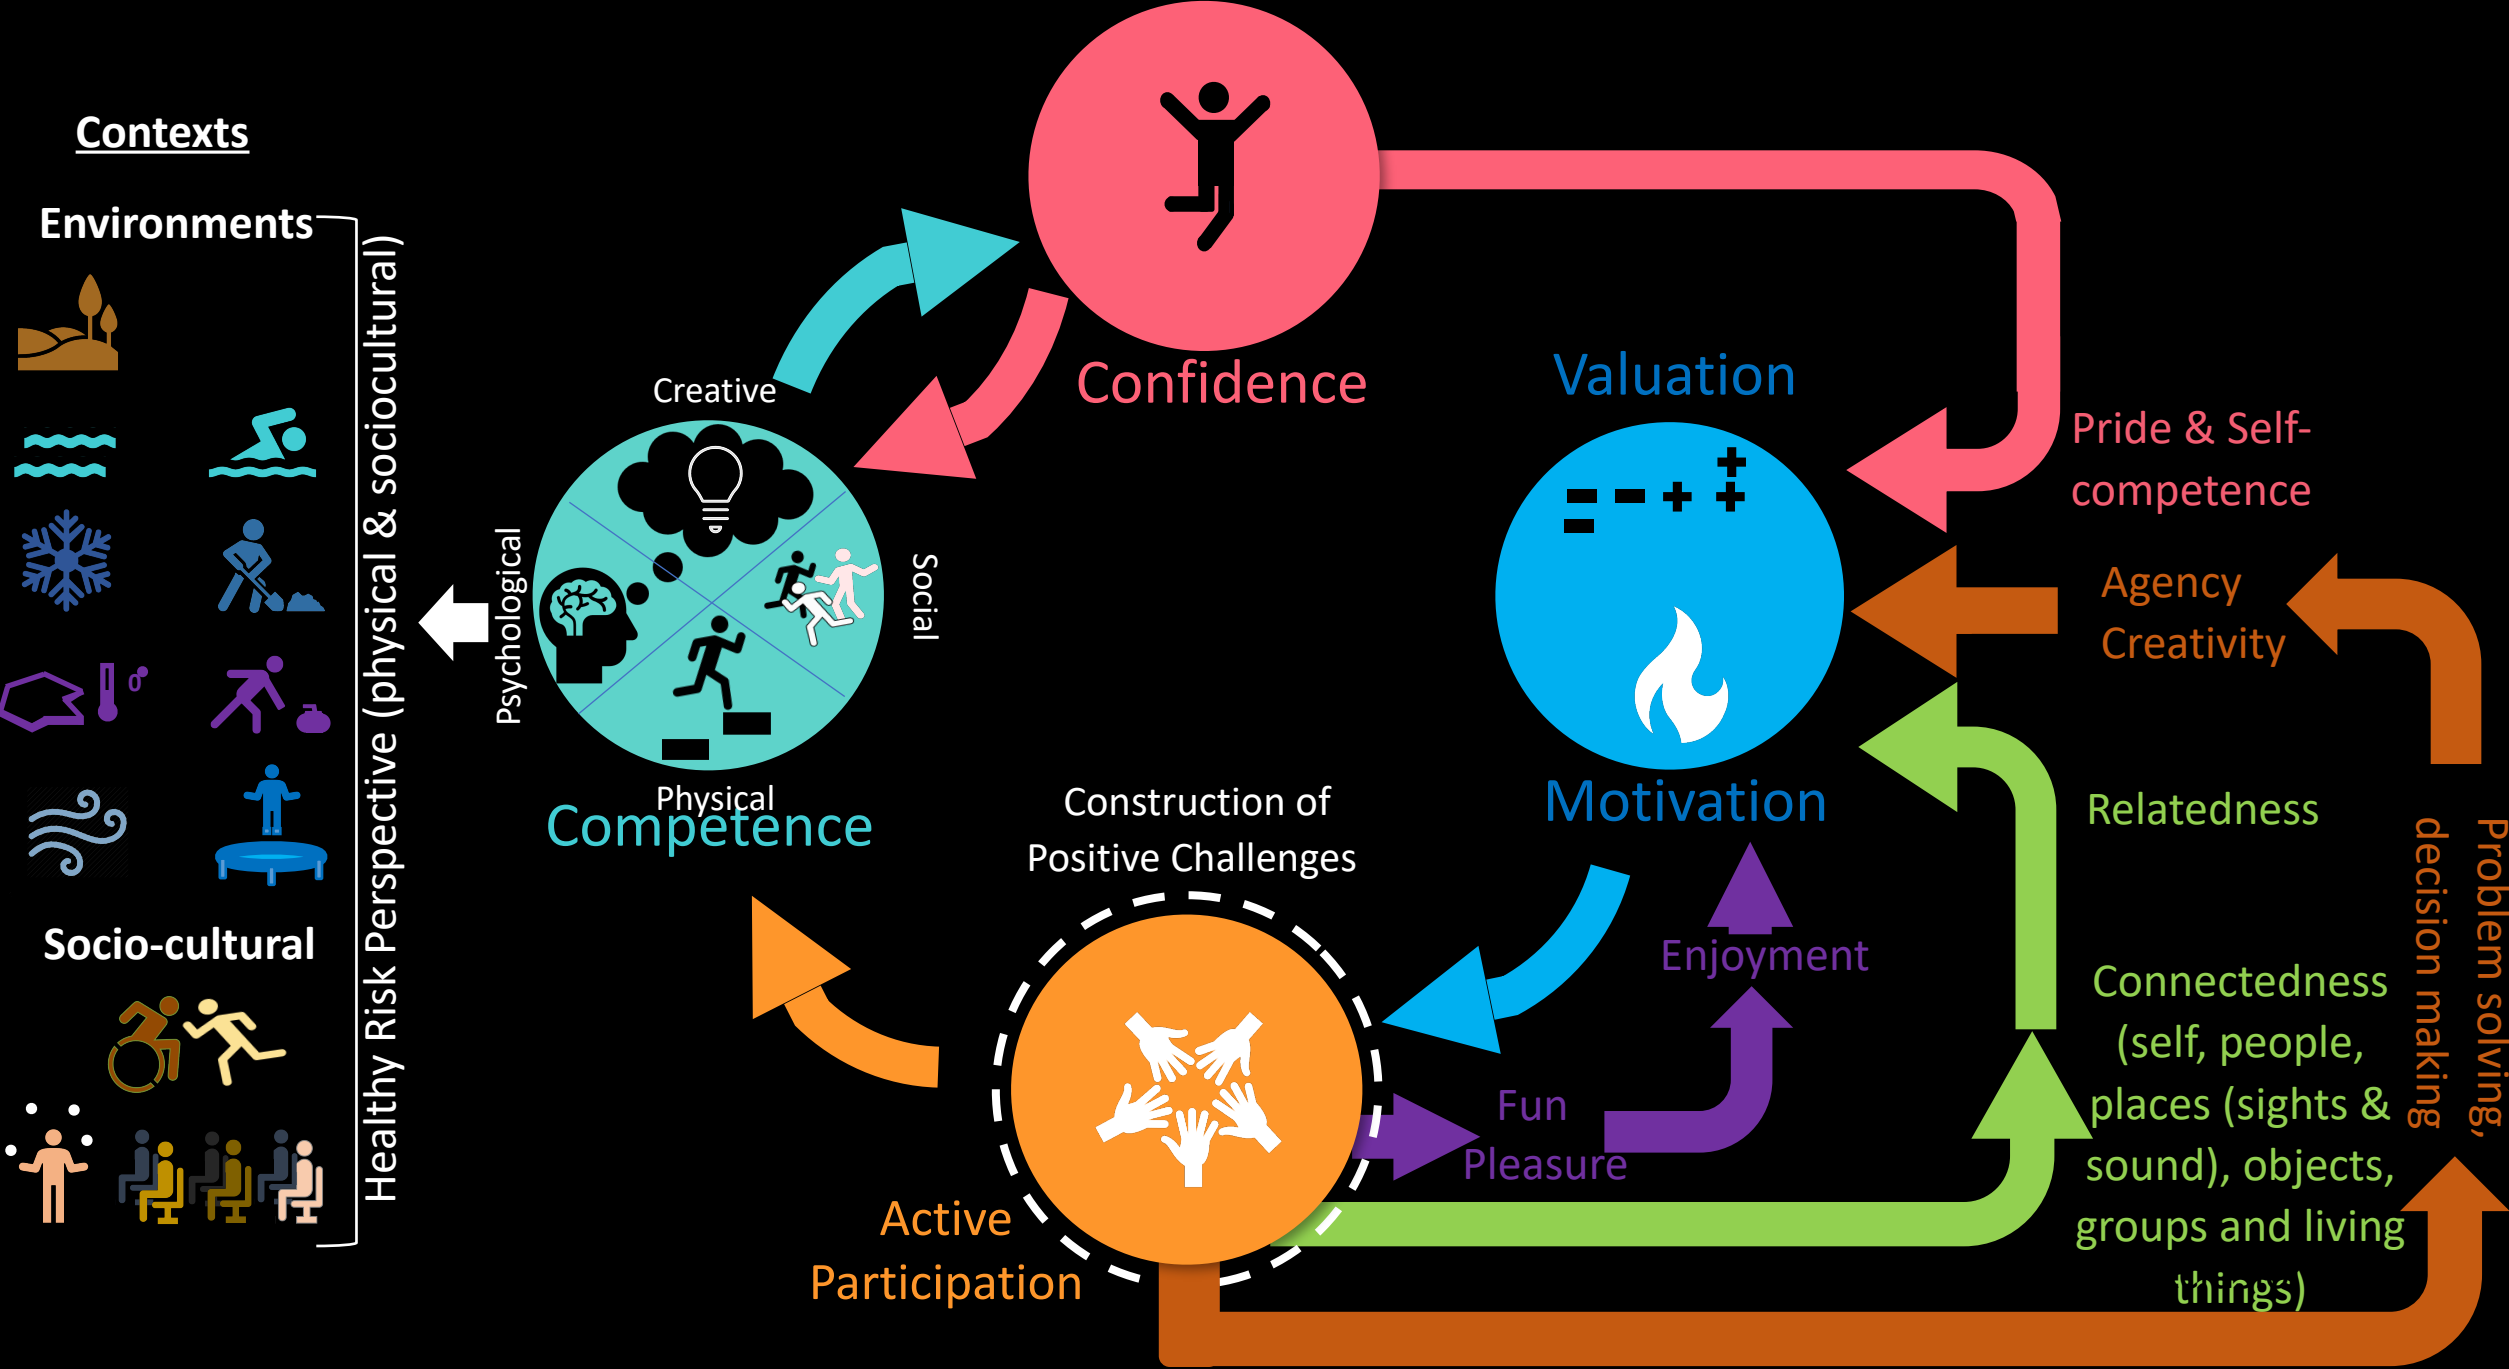 Contexts
Environments
Socio-cultural
Healthy Risk Perspective (physical & sociocultural)
Psychological
Creative
Social
Physical
Competence
Confidence
Valuation
Motivation
Construction of
Positive Challenges
Active
Participation
Fun
Pleasure
Enjoyment
Pride & Self-
competence
Agency
Creativity
Relatedness
Connectedness
(self, people,
places (sights &
sound), objects,
groups and living
things)
Problem solving,
decision making
0°